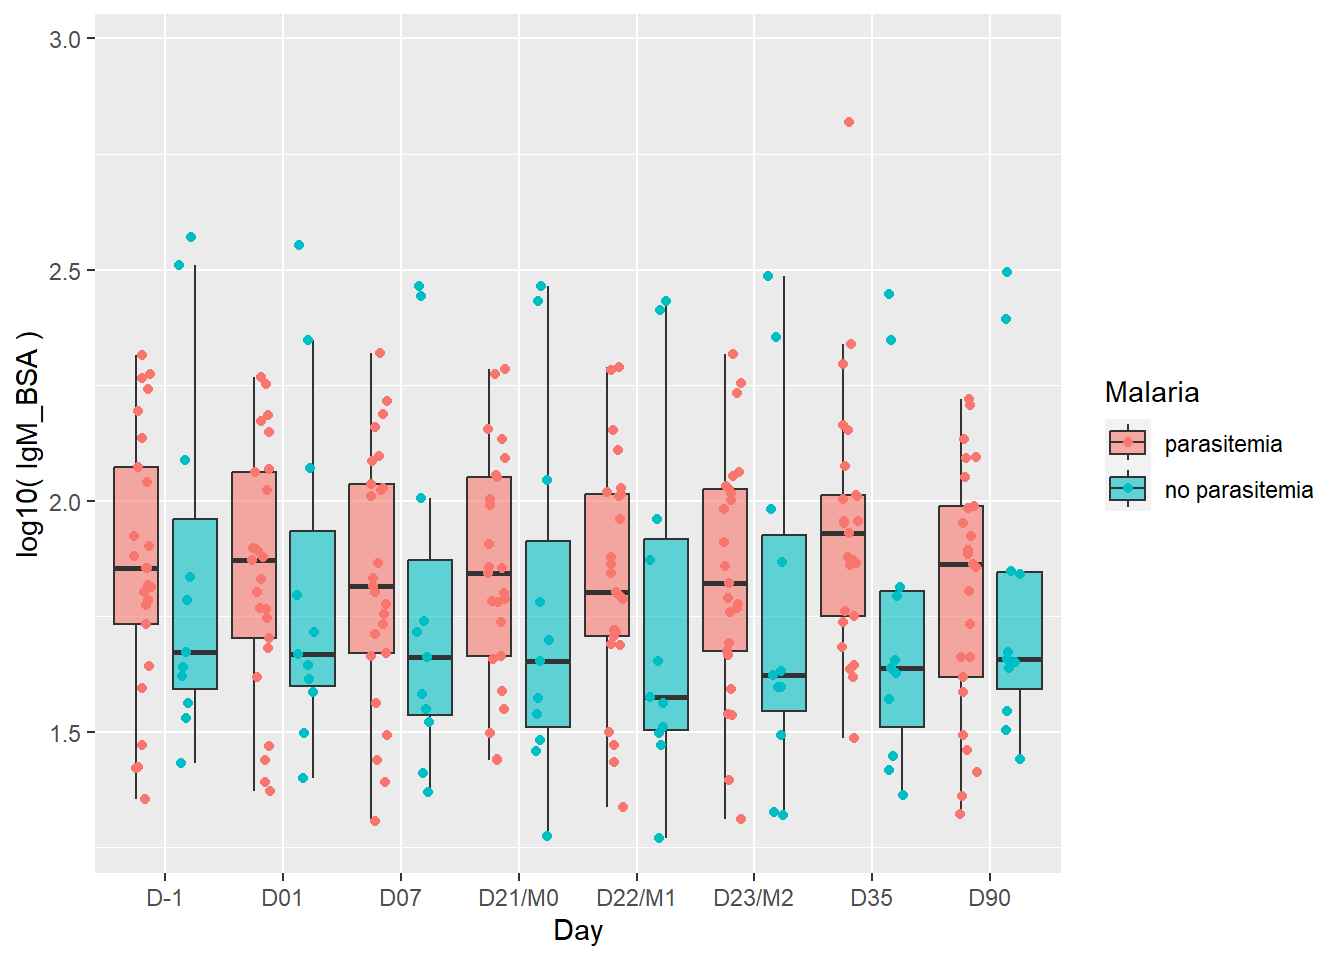 3.0
2.5
2.0
1.5
log10( IgM_BSA )
D-1 D01 D07 D21/M0 D22/M1 D23/M2 D35 D90
Day
Malaria
parasitemia
no parasitemia